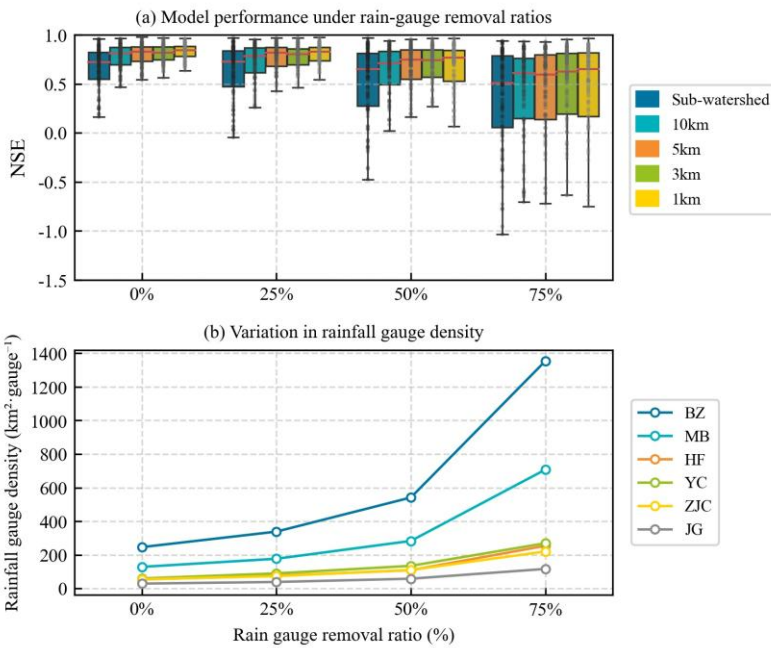 (a) Model performance under rain-gauge removal ratios
NSE
1.0
0.5
0.0
-0.5
-1.0
-1.5
0%
25%
50%
75%
Sub-watershed
10km
5km
3km
1km
(b) Variation in rainfall gauge density
Rainfall gauge density (km²·gauge⁻¹)
1400
1200
1000
800
600
400
200
0
0%
25%
50%
75%
Rain gauge removal ratio (%)
BZ
MB
HF
YC
ZJC
JG